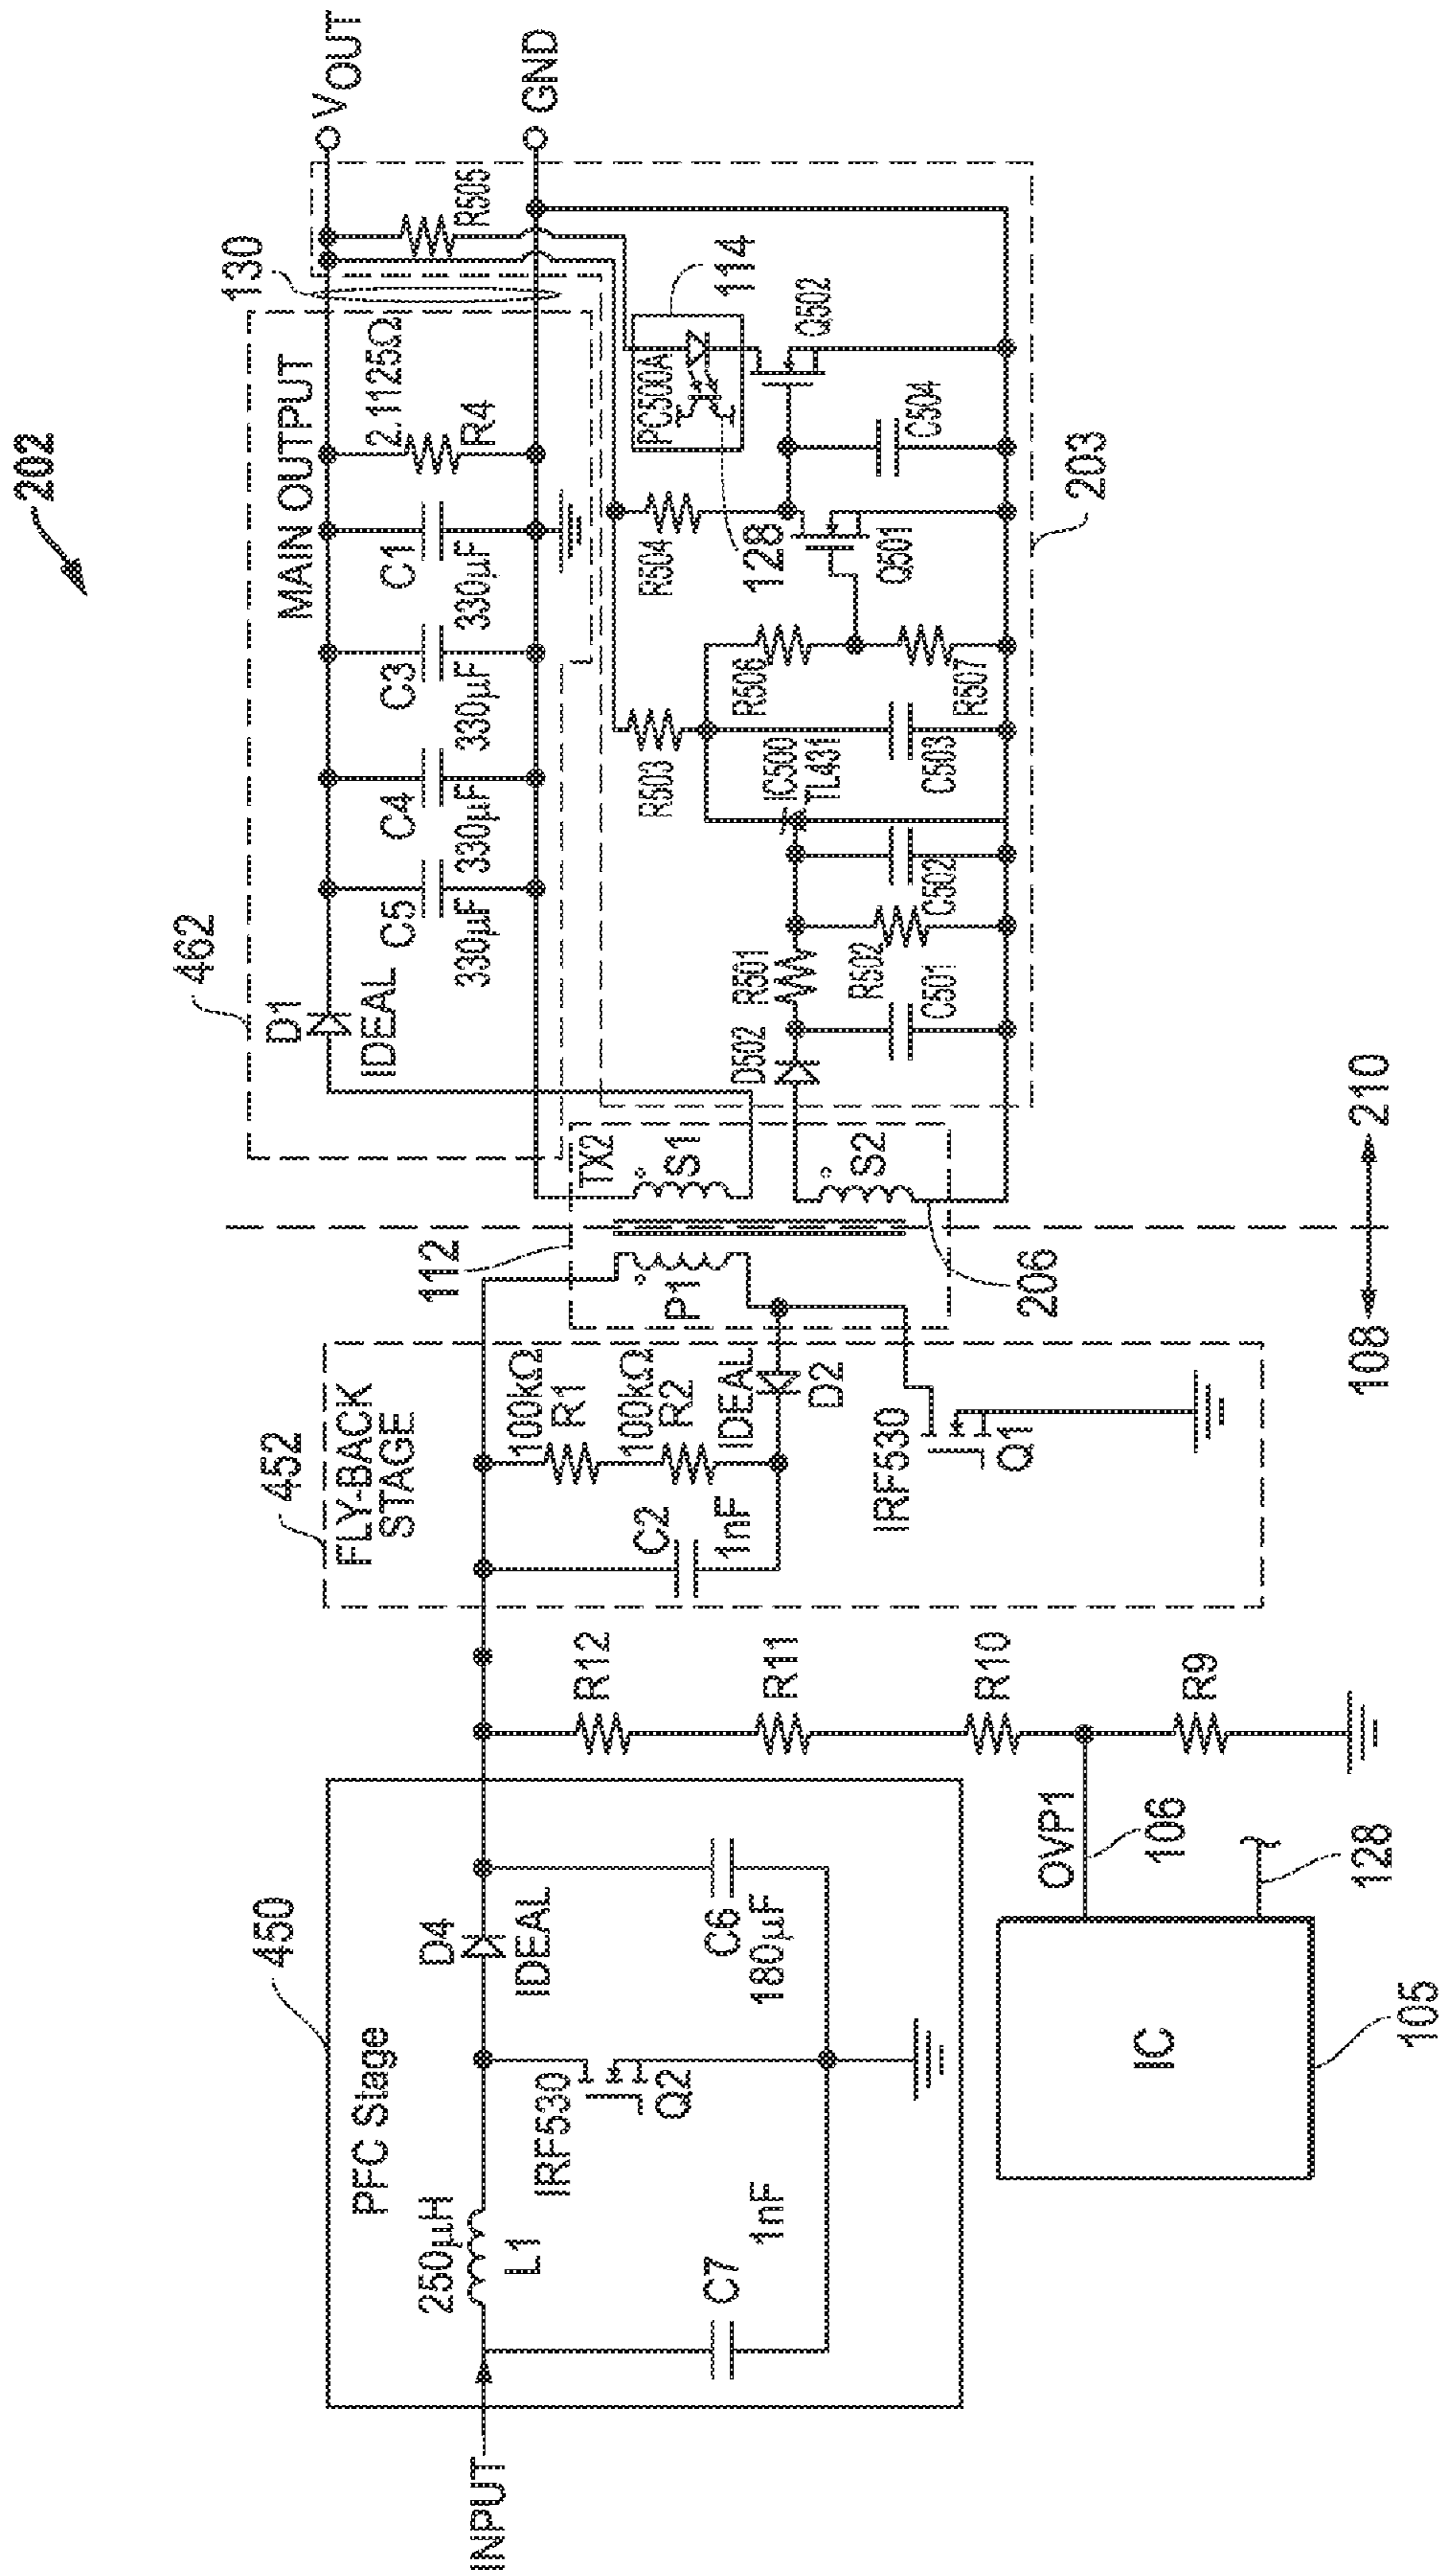 202
INPUT
450
PFC Stage
250μH
L1
C7
1nF
IRF530
Q2
D4
IDEAL
C6
180μF
IC
105
OVP1
106
128
R12
R11
R10
R9
452
FLY-BACK
STAGE
C2
1nF
100kΩ
R1
100kΩ
R2
IDEAL
D2
IRF530
Q1
112
P1
TX2
S1
S2
206
108
210
462
D1
IDEAL
MAIN OUTPUT
C5
330μF
C4
330μF
C3
330μF
C1
330μF
2.1125Ω
R4
130
VOUT
GND
R505
D502
R501
C501
R502
C502
IC500
TL431
R503
C503
R506
R507
R504
128
Q501
PC500A
114
Q502
C504
203